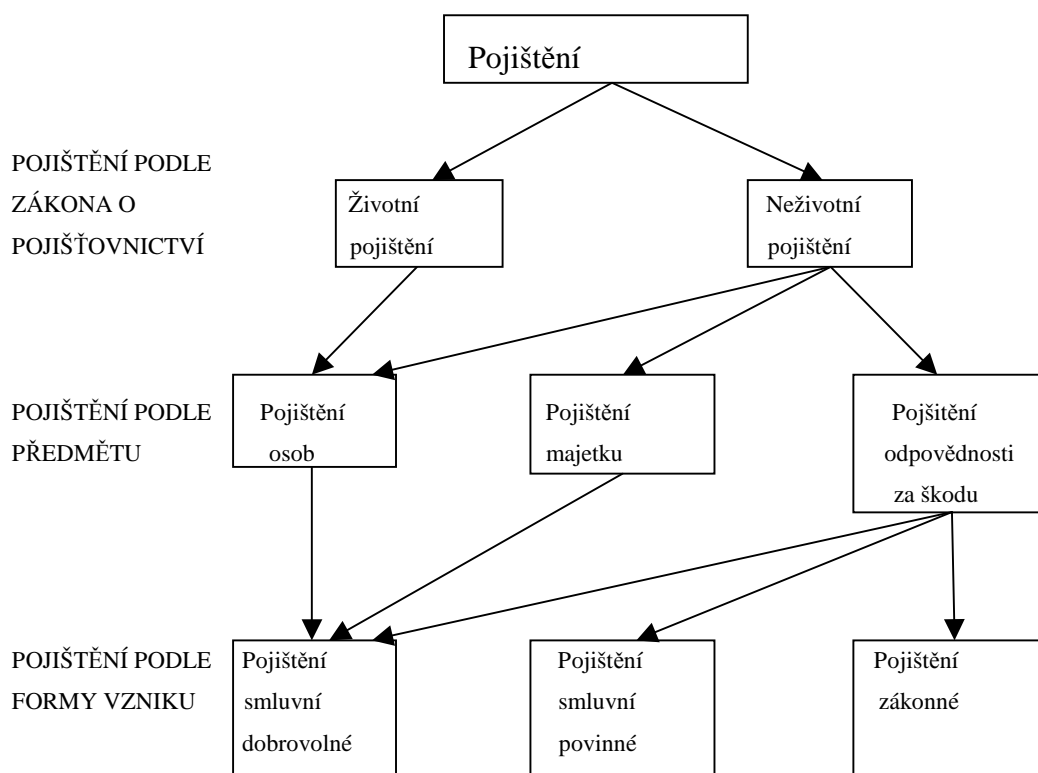 Pojištění
POJIŠTĚNÍ PODLE
ZÁKONA O
POJIŠŤOVNICTVÍ
Životní
pojištění
Neživotní
pojištění
POJIŠTĚNÍ PODLE
PŘEDMĚTU
Pojištění
osob
Pojištění
majetku
Pojšitění
odpovědnosti
za škodu
POJIŠTĚNÍ PODLE
FORMY VZNIKU
Pojištění
smluvní
dobrovolné
Pojištění
smluvní
povinné
Pojištění
zákonné